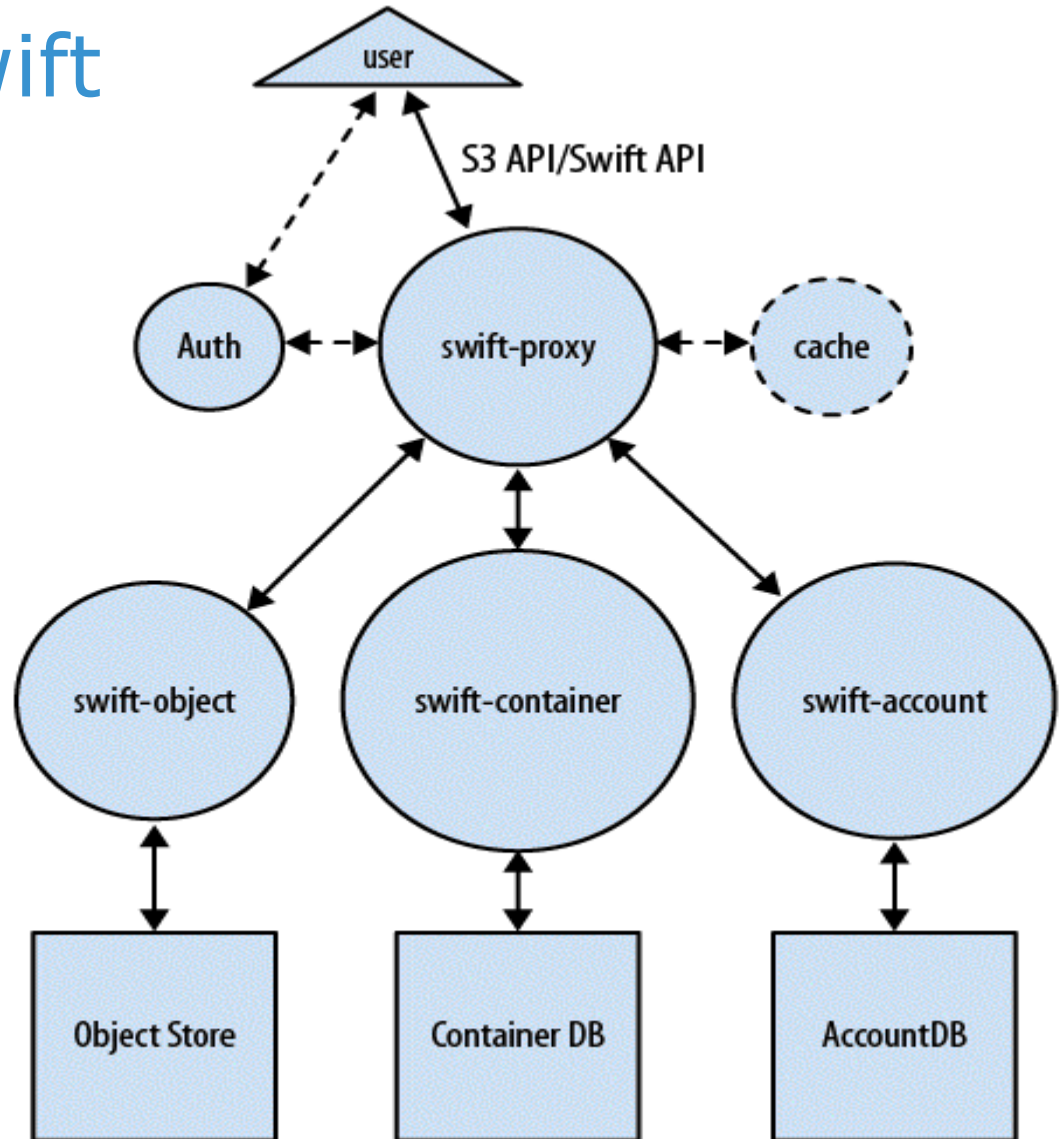 wift
user
S3 API/Swift API
Auth
swift-proxy
cache
swift-object
swift-container
swift-account
Object Store
Container DB
AccountDB